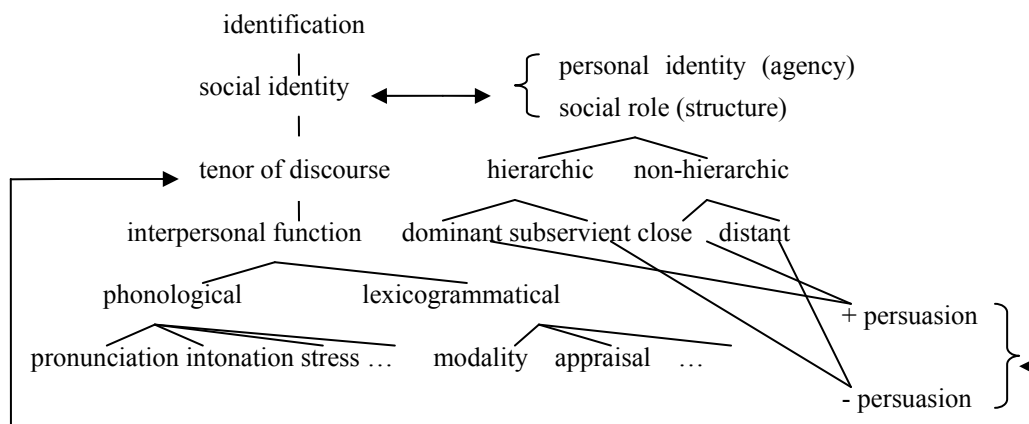 identification
social identity
personal identity (agency)
social role (structure)
tenor of discourse
hierarchic non-hierarchic
interpersonal function
dominant subservient close distant
phonological lexicogrammatical
+ persuasion
pronunciation intonation stress … modality appraisal …
- persuasion